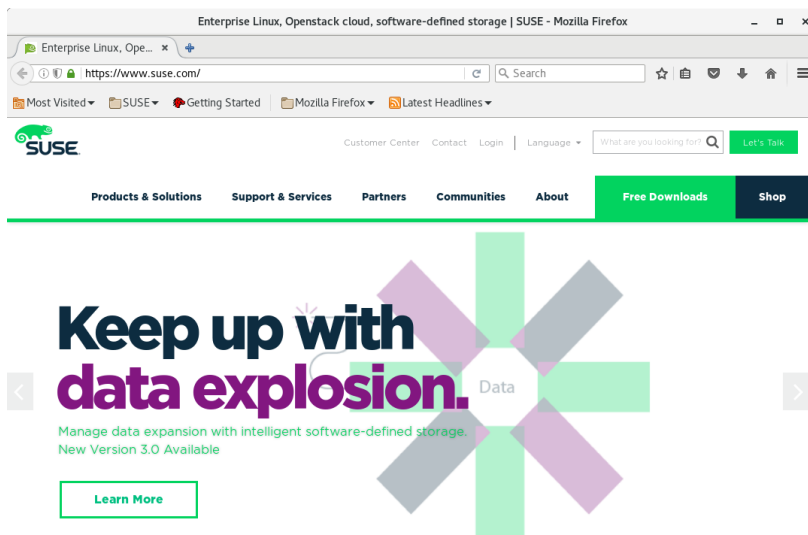 Enterprise Linux, Openstack cloud, software-defined storage | SUSE - Mozilla Firefox
Enterprise Linux, Ope...
https://www.suse.com/
Search
Most Visited SUSE Getting Started Mozilla Firefox Latest Headlines
SUSE
Customer Center Contact Login Language What are you looking for? Let's Talk
Products & Solutions Support & Services Partners Communities About Free Downloads Shop
Keep up with
data explosion.
Data
Manage data expansion with intelligent software-defined storage.
New Version 3.0 Available
Learn More